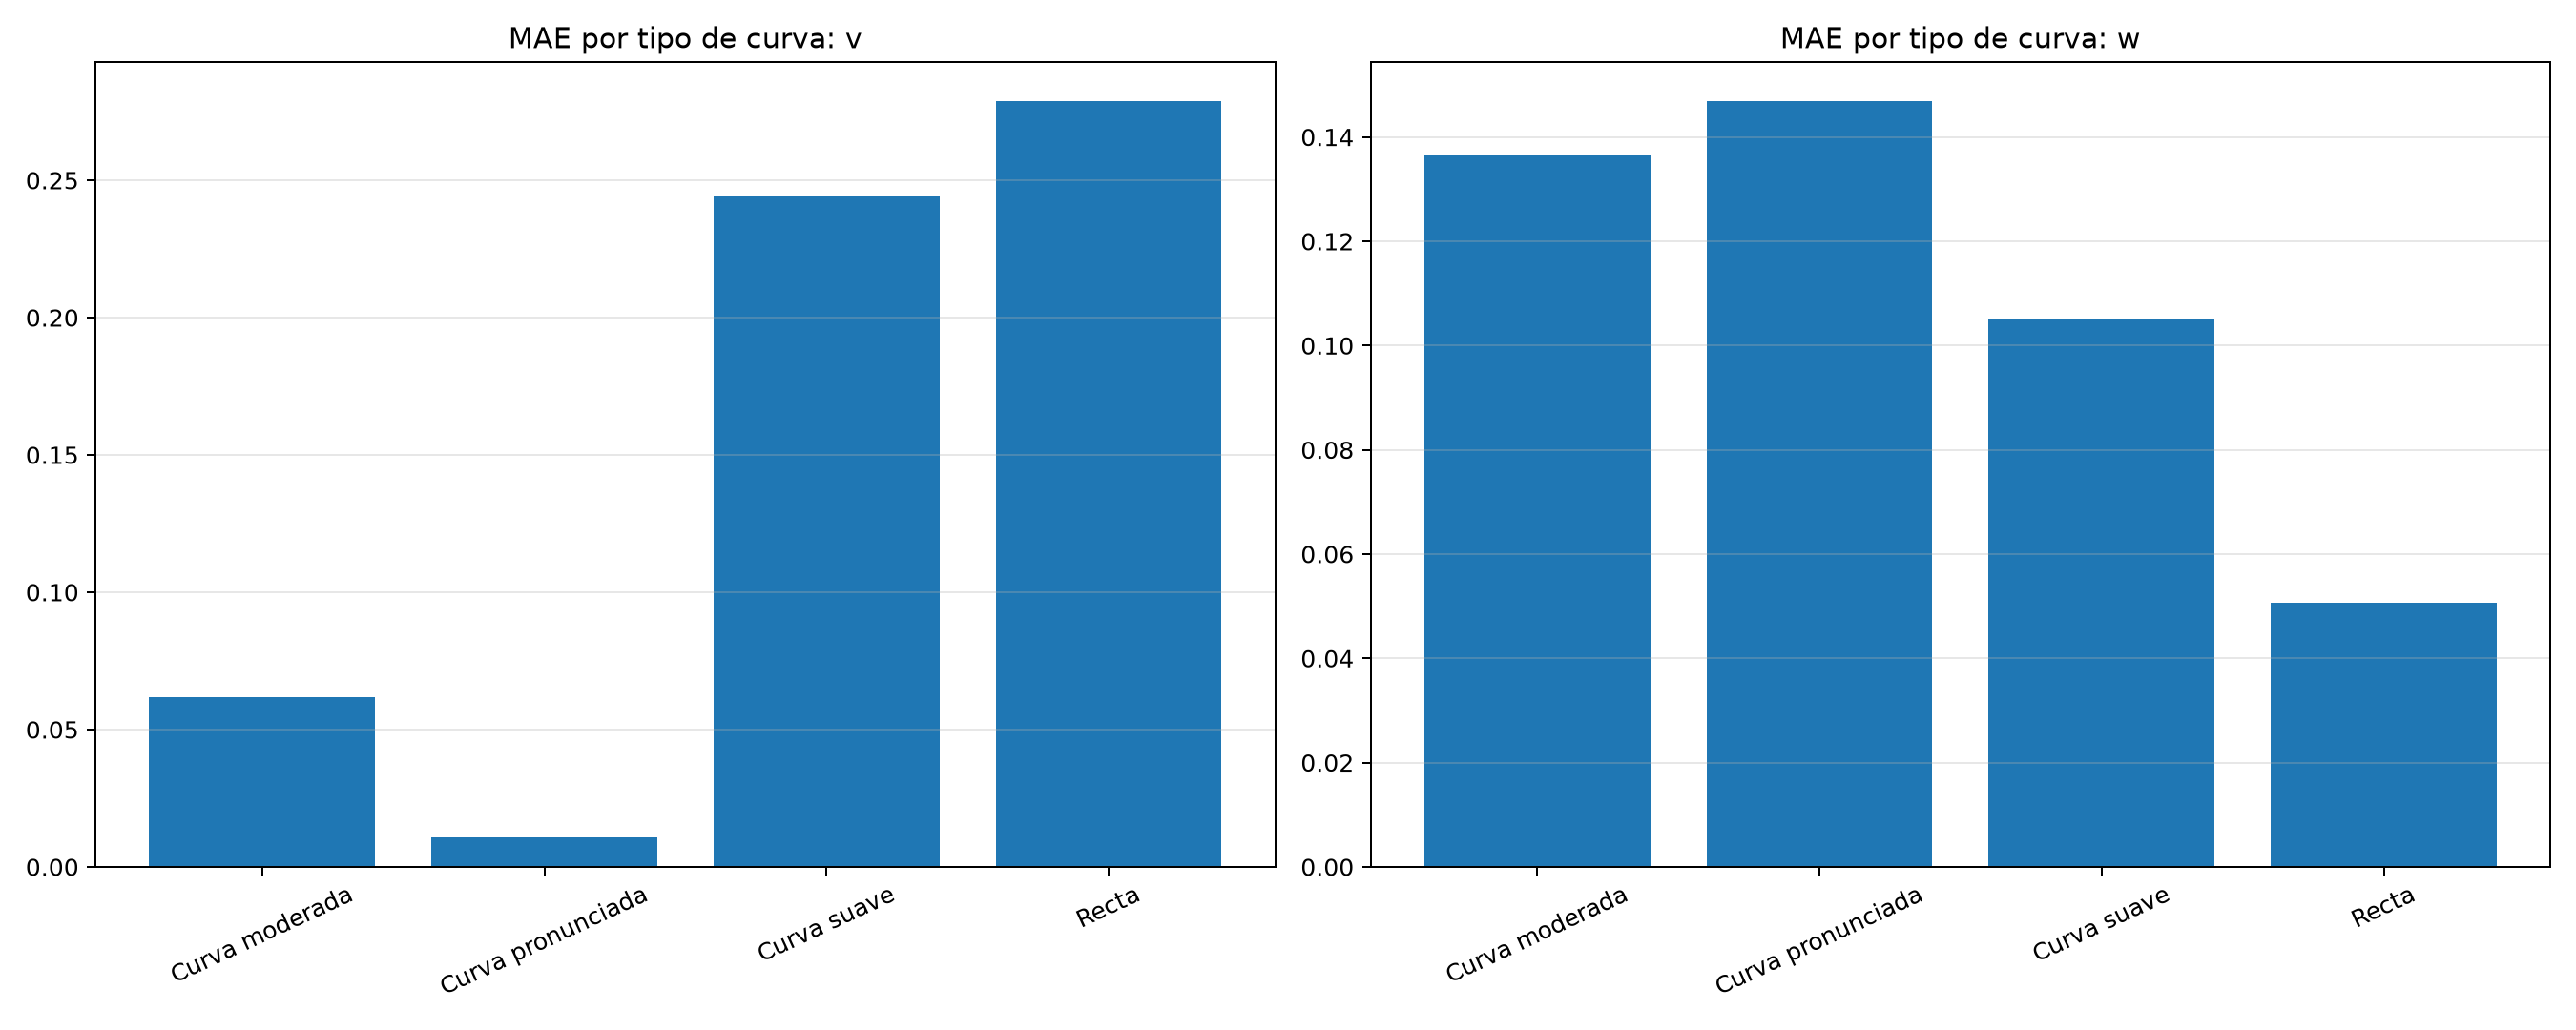 MAE por tipo de curva: v
0.25
0.20
0.15
0.10
0.05
0.00
Curva moderada
Curva pronunciada
Curva suave
Recta
MAE por tipo de curva: w
0.14
0.12
0.10
0.08
0.06
0.04
0.02
0.00
Curva moderada
Curva pronunciada
Curva suave
Recta